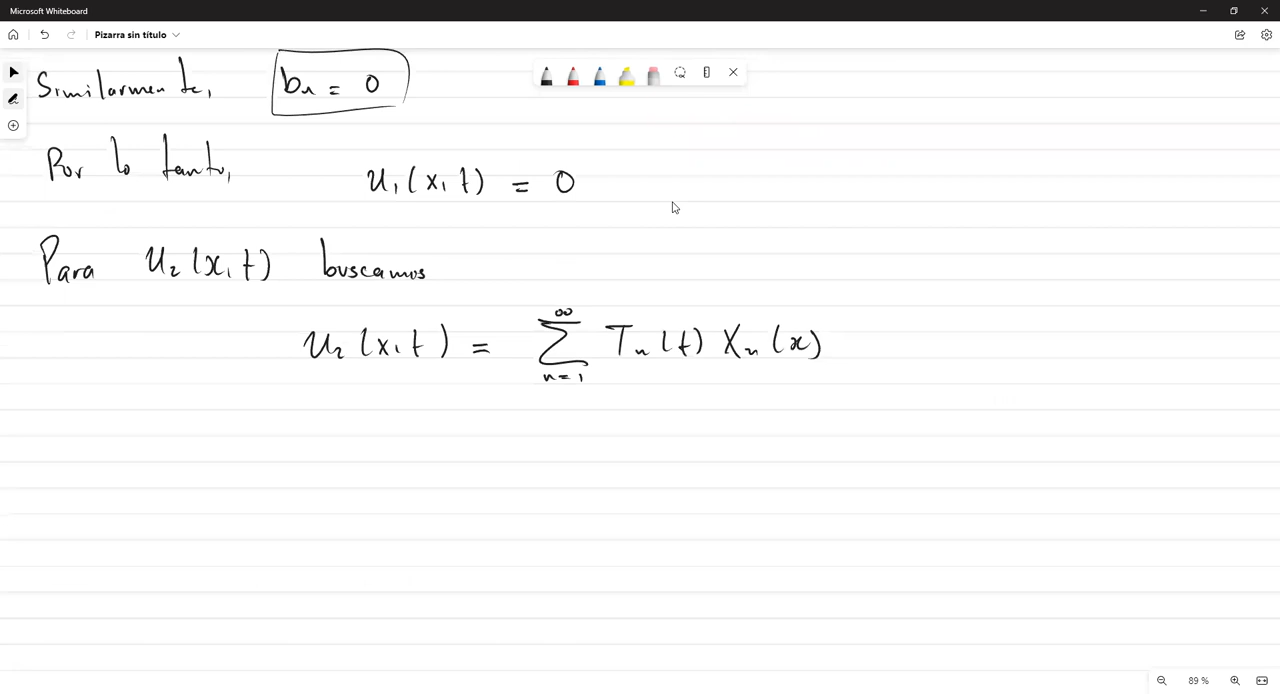 Microsoft Whiteboard
Pizarra sin título
Similarmente, bₙ = 0
Por lo tanto, u₁(x,t) = 0
Para u₂(x,t) buscamos
u₂(x,t) = ∑_{n=1}^{∞} Tₙ(t) Xₙ(x)
89 %